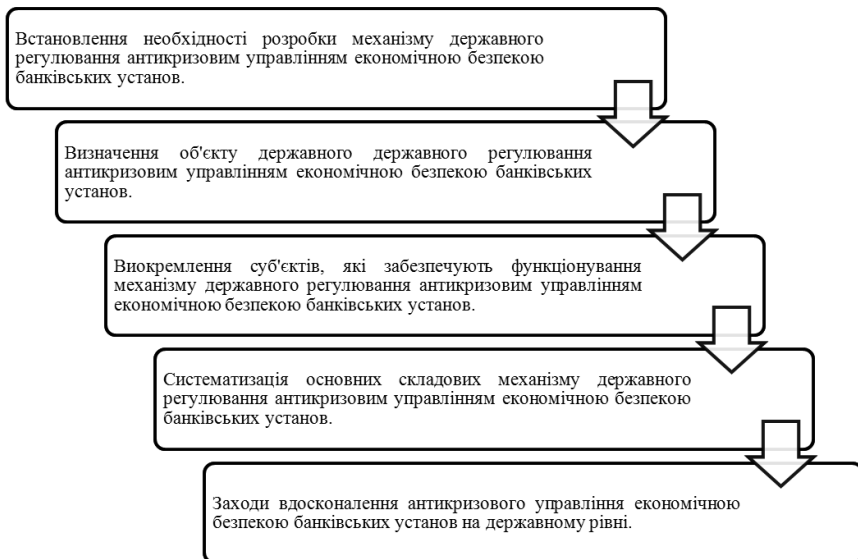 Встановлення необхідності розробки механізму державного
регулювання антикризовим управлінням економічною безпекою
банківських установ.
Визначення об'єкту державного державного регулювання
антикризовим управлінням економічною безпекою банківських
установ.
Виокремлення суб'єктів, які забезпечують функціонування
механізму державного регулювання антикризовим управлінням
економічною безпекою банківських установ.
Систематизація основних складових механізму державного
регулювання антикризовим управлінням економічною безпекою
банківських установ.
Заходи вдосконалення антикризового управління економічною
безпекою банківських установ на державному рівні.